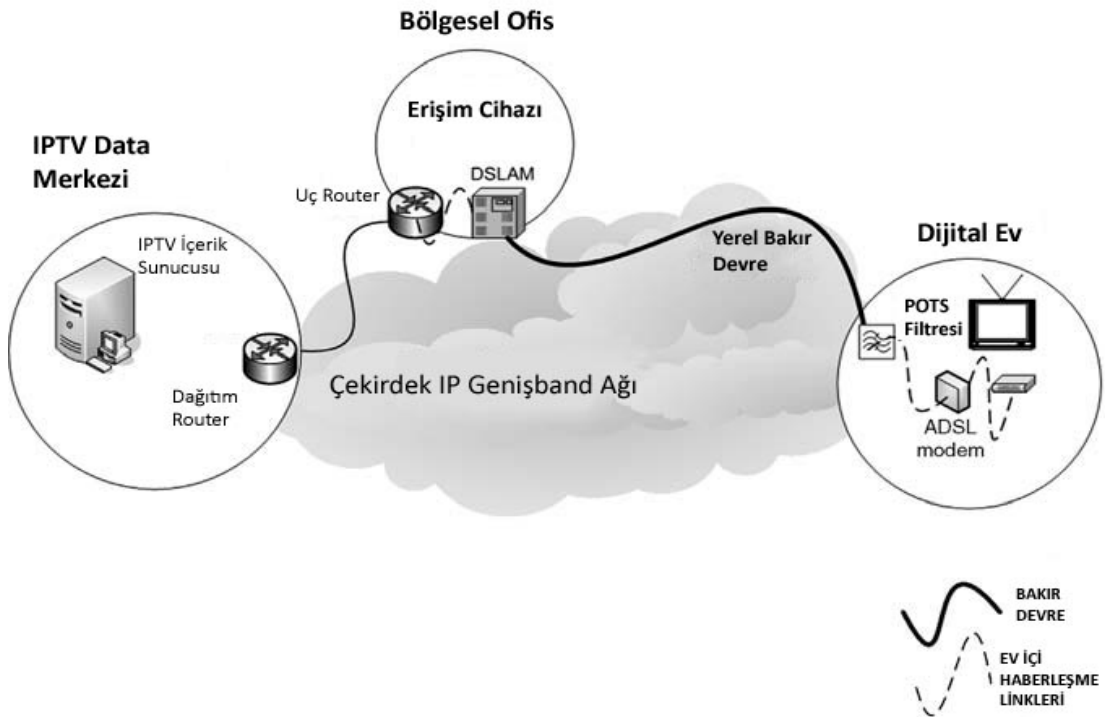 Bölgesel Ofis
Erişim Cihazı
IPTV Data
Merkezi
DSLAM
Uç Router
IPTV İçerik
Sunucusu
Yerel Bakır
Devre
Dijital Ev
POTS
Filtresi
Dağıtım
Router
Çekirdek IP Genişband Ağı
ADSL
modem
BAKIR
DEVRE
EV İÇİ
HABERLEŞME
LİNKLERİ